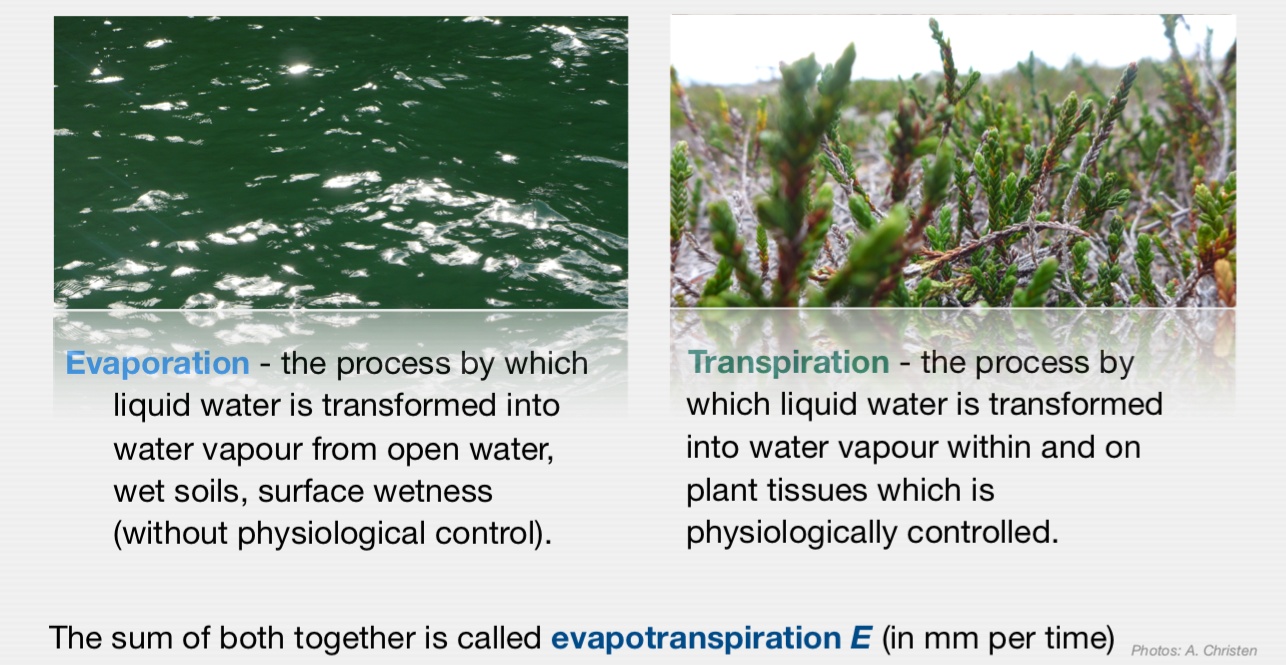 Evaporation - the process by which
liquid water is transformed into
water vapour from open water,
wet soils, surface wetness
(without physiological control).
Transpiration - the process by
which liquid water is transformed
into water vapour within and on
plant tissues which is
physiologically controlled.
The sum of both together is called evapotranspiration E (in mm per time)
Photos: A. Christen